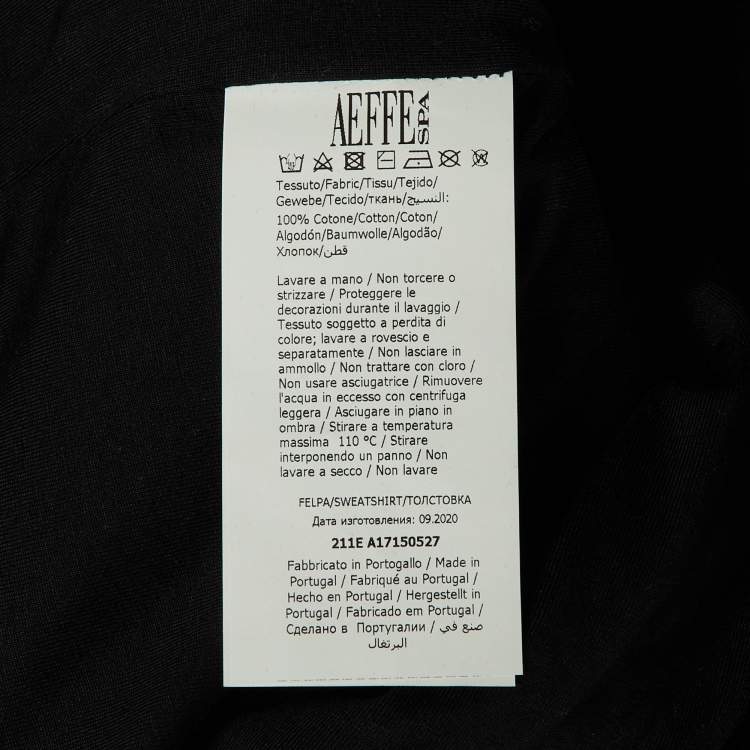 AEFFE SPA
Tessuto/Fabric/Tissu/Tejido/
Gewebe/Tecido/ткань/النسيج:
100% Cotone/Cotton/Coton/
Algodón/Baumwolle/Algodão/
Хлопок/قطن
Lavare a mano / Non torcere o
strizzare / Proteggere le
decorazioni durante il lavaggio /
Tessuto soggetto a perdita di
colore; lavare a rovescio e
separatamente / Non lasciare in
ammollo / Non trattare con cloro /
Non usare asciugatrice / Rimuovere
l'acqua in eccesso con centrifuga
leggera / Asciugare in piano in
ombra / Stirare a temperatura
massima 110 °C / Stirare
interponendo un panno / Non
lavare a secco / Non lavare
FELPA/SWEATSHIRT/ТОЛСТОВКА
Дата изготовления: 09.2020
211E A17150527
Fabbricato in Portogallo / Made in
Portugal / Fabriqué au Portugal /
Hecho en Portugal / Hergestellt in
Portugal / Fabricado em Portugal /
Сделано в Португалии / صنع في
البرتغال